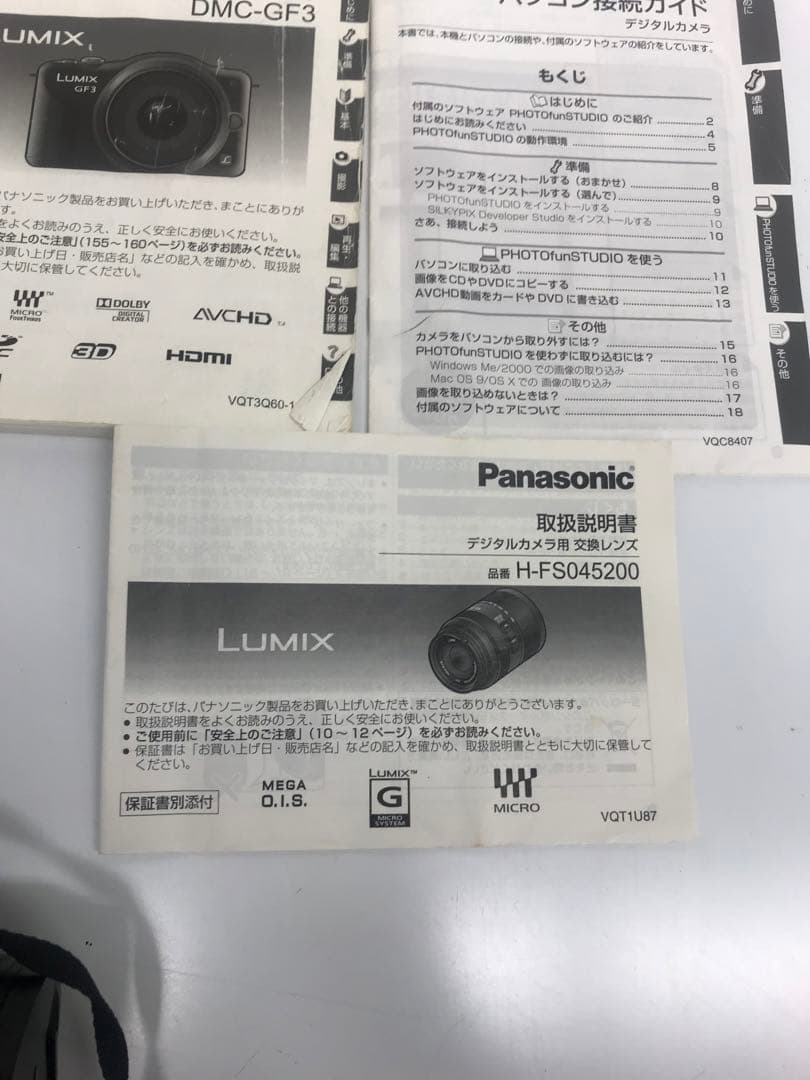 DMC-GF3
LUMIX
LUMIX
GF3
パナソニック製品をお買い上げいただき、まことにありが
す。
をよくお読みのうえ、正しく安全にお使いください。
安全上のご注意」(155～160ページ)を必ずお読みください。
お買い上げ日・販売店名」などの記入を確かめ、取扱説
大切に保管してください。
MICRO
FOURTHIRDS
DOLBY
DIGITAL
CREATOR
AVCHD
3D
HDMI
VQT3Q60-1
準備
基本
撮影
再生・
編集
他の機器
との接続
パソコン接続ガイド
デジタルカメラ
本書では、本機とパソコンの接続や、付属のソフトウェアの紹介をしています。
もくじ
はじめに
付属のソフトウェア PHOTOfunSTUDIO のご紹介 2
はじめにお読みください 4
PHOTOfunSTUDIO の動作環境 5
準備
ソフトウェアをインストールする(おまかせ) 8
ソフトウェアをインストールする(選んで) 9
PHOTOfunSTUDIO をインストールする 9
SILKYPIX Developer Studio をインストールする 10
さあ、接続しよう 10
PHOTOfunSTUDIO を使う
パソコンに取り込む 11
画像をCDやDVDにコピーする 12
AVCHD動画をカードや DVD に書き込む 13
その他
カメラをパソコンから取り外すには? 15
PHOTOfunSTUDIO を使わずに取り込むには? 16
Windows Me/2000 での画像の取り込み 16
Mac OS 9/OS X での 画像の取り込み 16
画像を取り込めないときは? 17
付属のソフトウェアについて 18
VQC8407
準備
PHOTOfunSTUDIO を使う
その他
Panasonic
取扱説明書
デジタルカメラ用 交換レンズ
品番 H-FS045200
LUMIX
このたびは、パナソニック製品をお買い上げいただき、まことにありがとうございます。
● 取扱説明書をよくお読みのうえ、正しく安全にお使いください。
● ご使用前に「安全上のご注意」(10 ～ 12 ページ)を必ずお読みください。
● 保証書は「お買い上げ日・販売店名」などの記入を確かめ、取扱説明書とともに大切に保管して
ください。
保証書別添付
MEGA
O.I.S.
LUMIX™
G
MICRO
SYSTEM
MICRO
VQT1U87